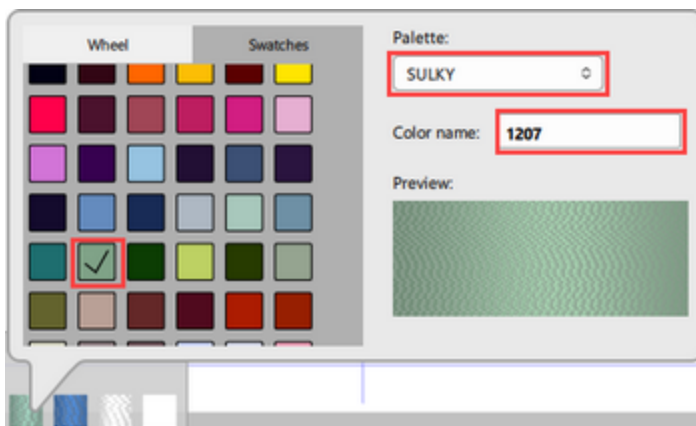 Wheel
Swatches
Palette:
SULKY
Color name:
1207
Preview: